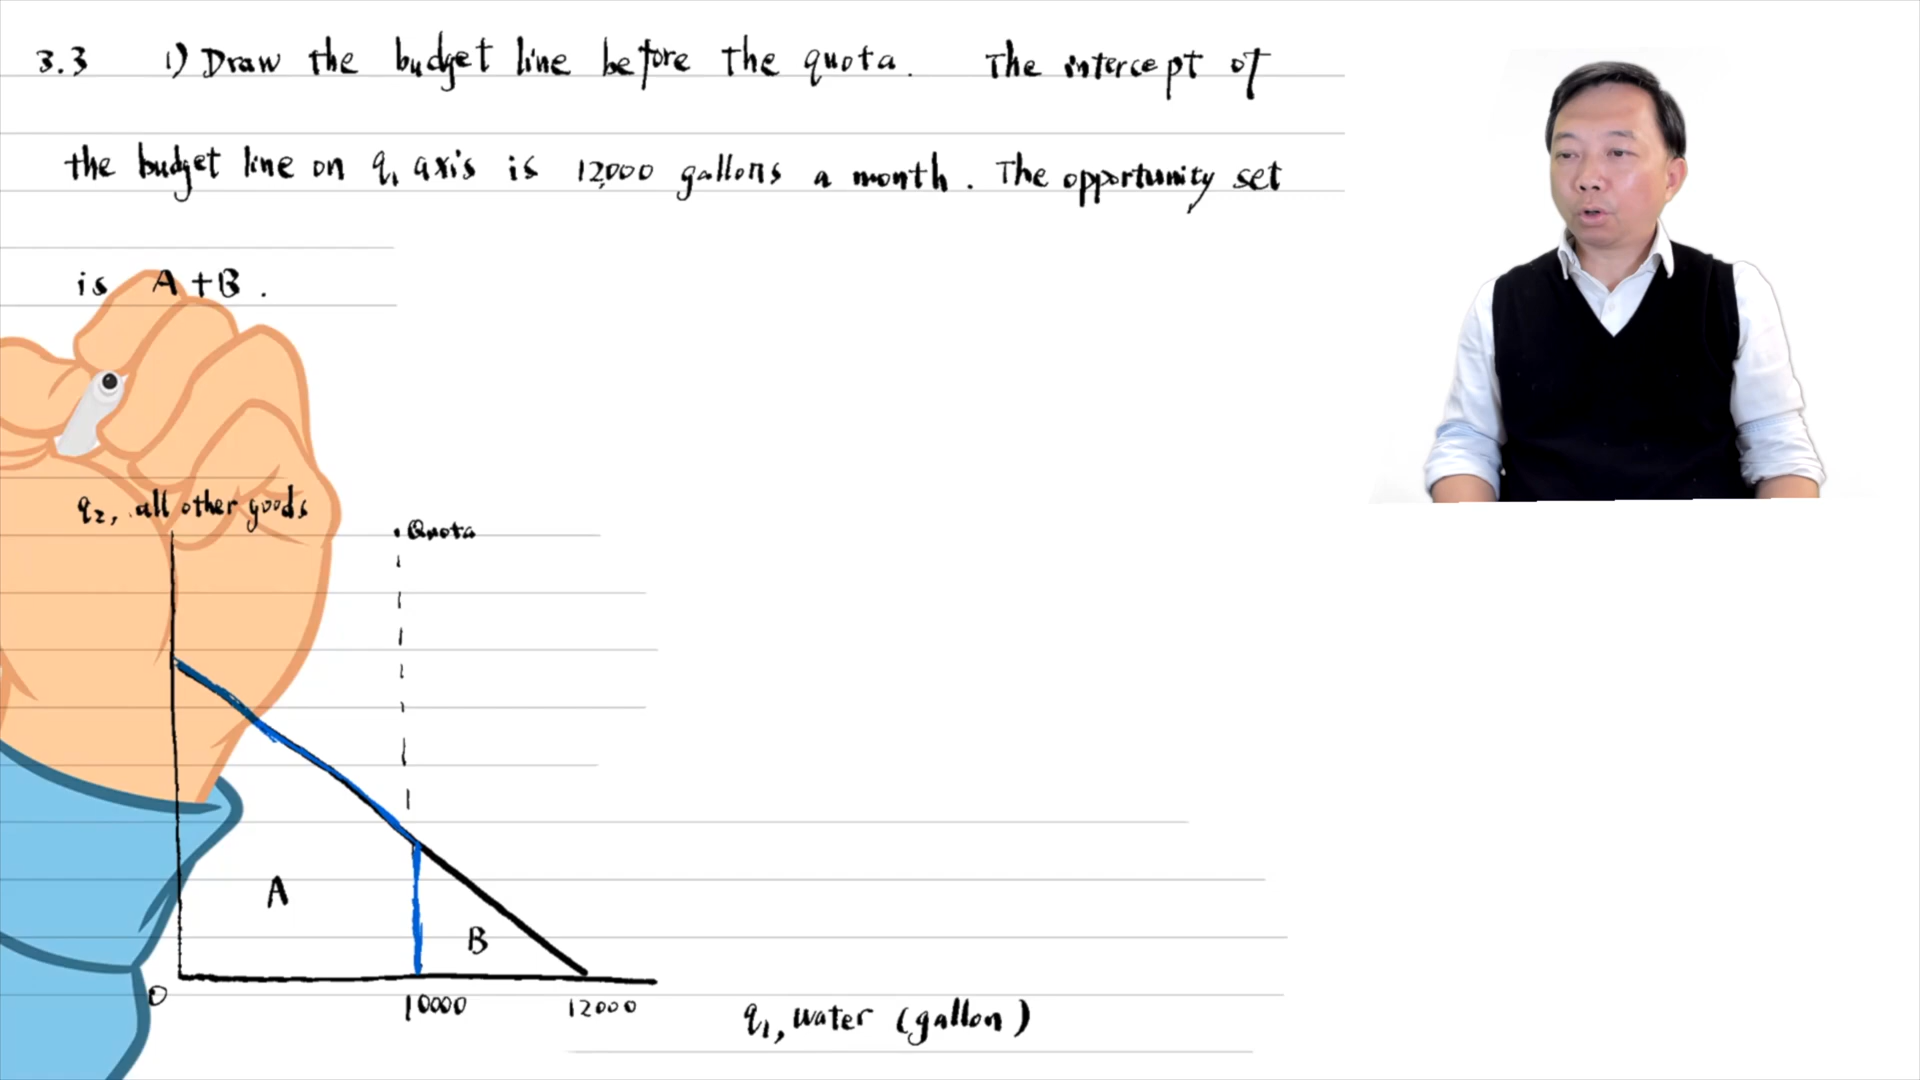 3.3 1) Draw the budget line before the quota. The intercept of
the budget line on q₁ axis is 12,000 gallons a month. The opportunity set
is A+B.
q₂, all other goods
Quota
A
B
0
10000
12000
q₁, water (gallon)